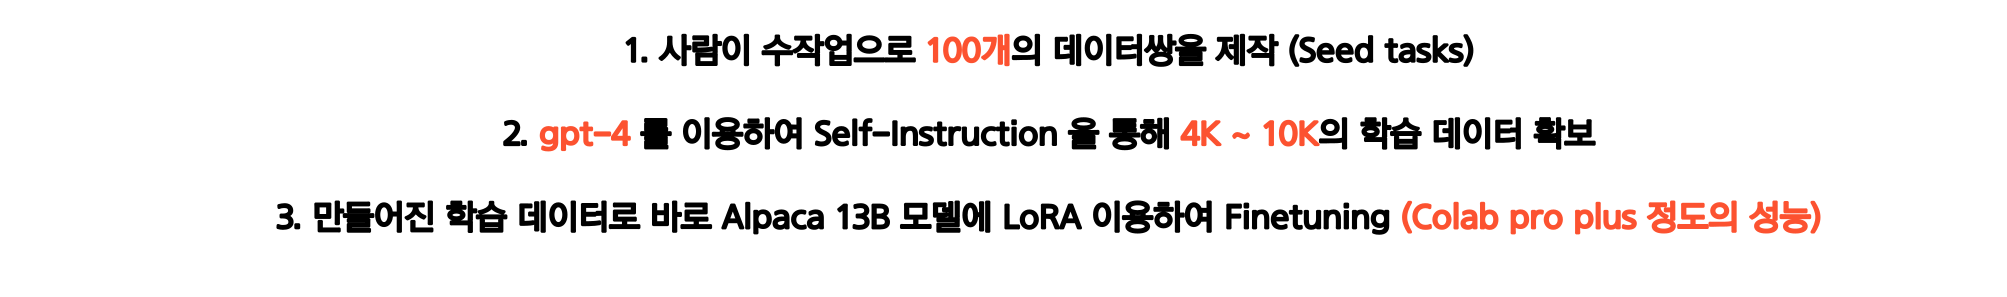 1. 사람이 수작업으로 100개의 데이터쌍을 제작 (Seed tasks)
2. gpt-4 를 이용하여 Self-Instruction 을 통해 4K ~ 10K의 학습 데이터 확보
3. 만들어진 학습 데이터로 바로 Alpaca 13B 모델에 LoRA 이용하여 Finetuning (Colab pro plus 정도의 성능)